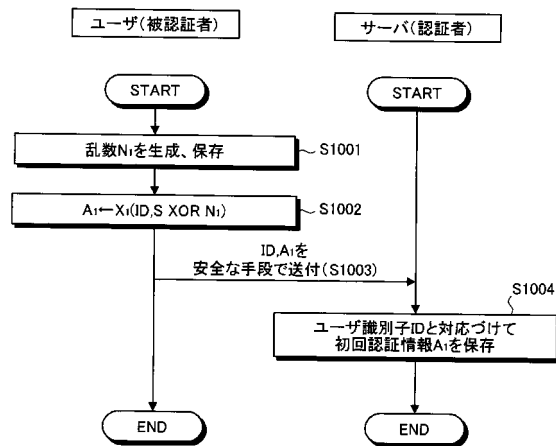 ユーザ(被認証者)
サーバ(認証者)
START
START
乱数N₁を生成、保存
S1001
A₁←X₁(ID,S XOR N₁)
S1002
ID,A₁を
安全な手段で送付(S1003)
S1004
ユーザ識別子IDと対応づけて
初回認証情報A₁を保存
END
END